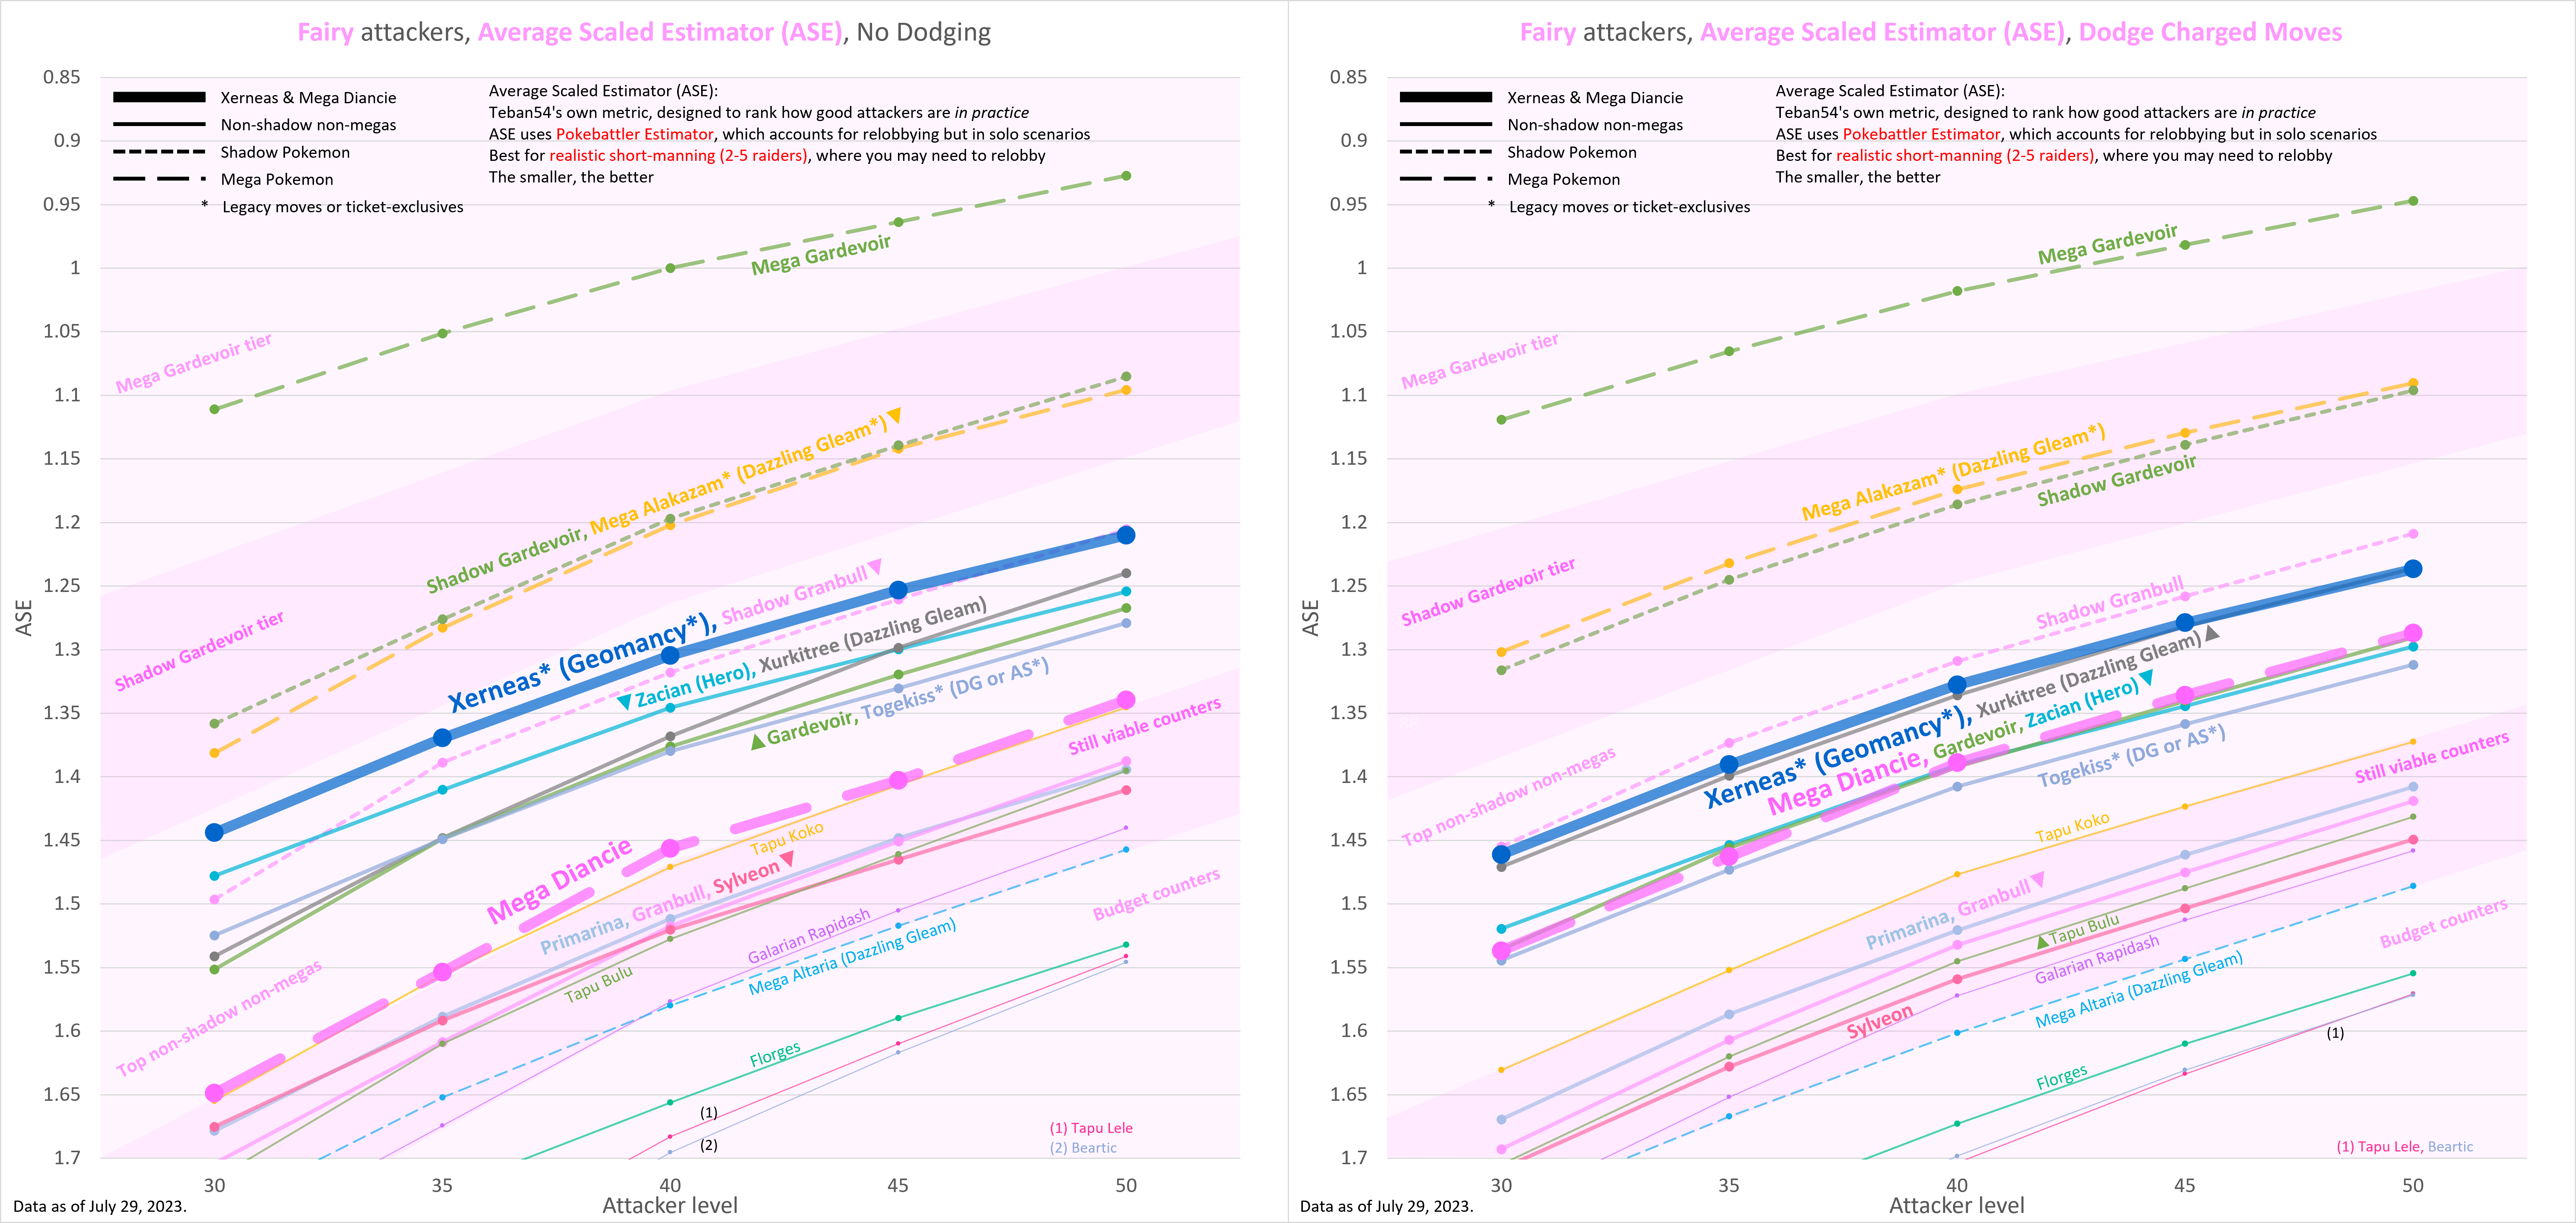 Fairy attackers, Average Scaled Estimator (ASE), No Dodging
0.85
0.9
0.95
1
1.05
1.1
1.15
1.2
1.25
1.3
1.35
1.4
1.45
1.5
1.55
1.6
1.65
1.7
ASE
Xerneas & Mega Diancie
Non-shadow non-megas
Shadow Pokemon
Mega Pokemon
* Legacy moves or ticket-exclusives
Average Scaled Estimator (ASE):
Teban54's own metric, designed to rank how good attackers are in practice
ASE uses Pokebattler Estimator, which accounts for relobbying but in solo scenarios
Best for realistic short-manning (2-5 raiders), where you may need to relobby
The smaller, the better
Mega Gardevoir
Mega Gardevoir tier
Shadow Gardevoir, Mega Alakazam* (Dazzling Gleam*)▼
Shadow Gardevoir tier
Xerneas* (Geomancy*), Shadow Granbull▼
▼Zacian (Hero), Xurkitree (Dazzling Gleam)
▲Gardevoir, Togekiss* (DG or AS*)
Still viable counters
Mega Diancie
Tapu Koko
Primarina, Granbull, Sylveon▼
Budget counters
Top non-shadow non-megas
Tapu Bulu
Galarian Rapidash
Mega Altaria (Dazzling Gleam)
Florges
(1)
(2)
(1) Tapu Lele
(2) Beartic
30
35
40
45
50
Attacker level
Data as of July 29, 2023.
Fairy attackers, Average Scaled Estimator (ASE), Dodge Charged Moves
0.85
0.9
0.95
1
1.05
1.1
1.15
1.2
1.25
1.3
1.35
1.4
1.45
1.5
1.55
1.6
1.65
1.7
ASE
Xerneas & Mega Diancie
Non-shadow non-megas
Shadow Pokemon
Mega Pokemon
* Legacy moves or ticket-exclusives
Average Scaled Estimator (ASE):
Teban54's own metric, designed to rank how good attackers are in practice
ASE uses Pokebattler Estimator, which accounts for relobbying but in solo scenarios
Best for realistic short-manning (2-5 raiders), where you may need to relobby
The smaller, the better
Mega Gardevoir
Mega Gardevoir tier
Mega Alakazam* (Dazzling Gleam*)
Shadow Gardevoir
Shadow Gardevoir tier
Shadow Granbull
Xerneas* (Geomancy*), Xurkitree (Dazzling Gleam)▲
Mega Diancie, Gardevoir, Zacian (Hero)▼
Togekiss* (DG or AS*)
Top non-shadow non-megas
Still viable counters
Tapu Koko
Primarina, Granbull▼
▲Tapu Bulu
Budget counters
Galarian Rapidash
Sylveon
Mega Altaria (Dazzling Gleam)
Florges
(1)
(1) Tapu Lele, Beartic
30
35
40
45
50
Attacker level
Data as of July 29, 2023.